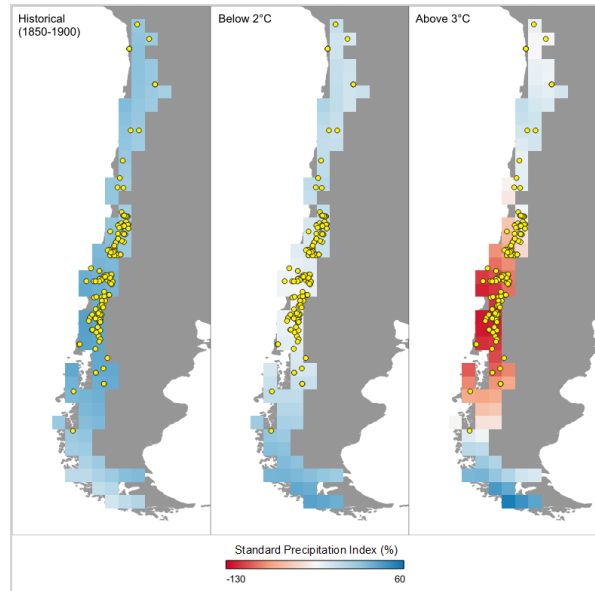 Historical
(1850-1900)
Below 2°C
Above 3°C
Standard Precipitation Index (%)
-130
60